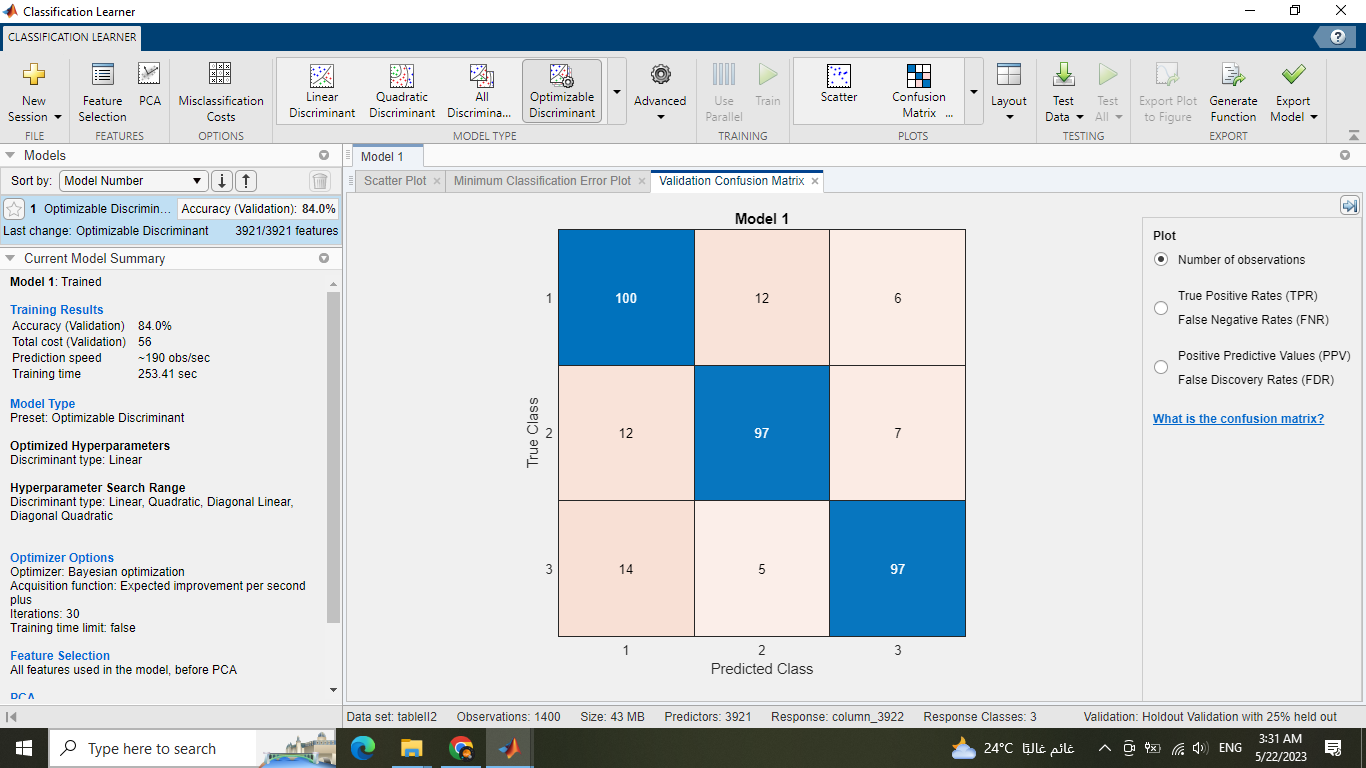 Classification Learner
CLASSIFICATION LEARNER
New
Session
FILE
Feature
Selection
PCA
FEATURES
Misclassification
Costs
OPTIONS
Linear
Discriminant
Quadratic
Discriminant
All
Discrimina...
Optimizable
Discriminant
MODEL TYPE
Advanced
Use
Parallel
Train
TRAINING
Scatter
Confusion
Matrix ...
PLOTS
Layout
Test
Data
Test
All
TESTING
Export Plot
to Figure
Generate
Function
Export
Model
EXPORT
Models
Sort by: Model Number
1 Optimizable Discrimin... Accuracy (Validation): 84.0%
Last change: Optimizable Discriminant 3921/3921 features
Current Model Summary
Model 1: Trained
Training Results
Accuracy (Validation) 84.0%
Total cost (Validation) 56
Prediction speed ~190 obs/sec
Training time 253.41 sec
Model Type
Preset: Optimizable Discriminant
Optimized Hyperparameters
Discriminant type: Linear
Hyperparameter Search Range
Discriminant type: Linear, Quadratic, Diagonal Linear,
Diagonal Quadratic
Optimizer Options
Optimizer: Bayesian optimization
Acquisition function: Expected improvement per second
plus
Iterations: 30
Training time limit: false
Feature Selection
All features used in the model, before PCA
PCA
Model 1
Scatter Plot × Minimum Classification Error Plot × Validation Confusion Matrix ×
Model 1
True Class
1 100 12 6
2 12 97 7
3 14 5 97
1 2 3
Predicted Class
Plot
Number of observations
True Positive Rates (TPR)
False Negative Rates (FNR)
Positive Predictive Values (PPV)
False Discovery Rates (FDR)
What is the confusion matrix?
Data set: tableII2 Observations: 1400 Size: 43 MB Predictors: 3921 Response: column_3922 Response Classes: 3 Validation: Holdout Validation with 25% held out
Type here to search
24°C غائم غالبًا
ENG
3:31 AM
5/22/2023